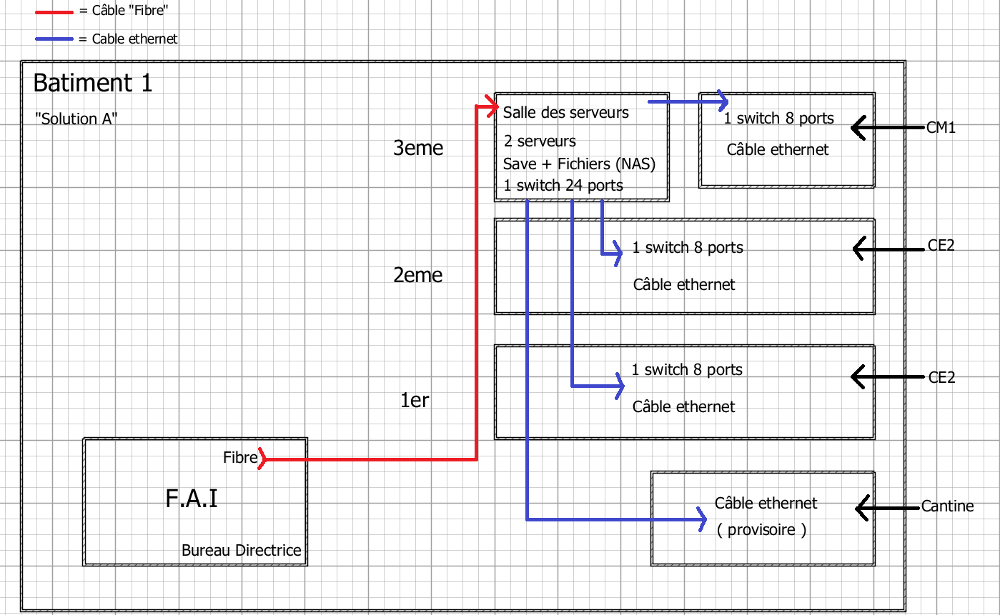 = Câble "Fibre"
= Cable ethernet
Batiment 1
"Solution A"
3eme
Salle des serveurs
2 serveurs
Save + Fichiers (NAS)
1 switch 24 ports
1 switch 8 ports
Câble ethernet
CM1
2eme
1 switch 8 ports
Câble ethernet
CE2
1er
1 switch 8 ports
Câble ethernet
CE2
Fibre
F.A.I
Bureau Directrice
Câble ethernet
( provisoire )
Cantine